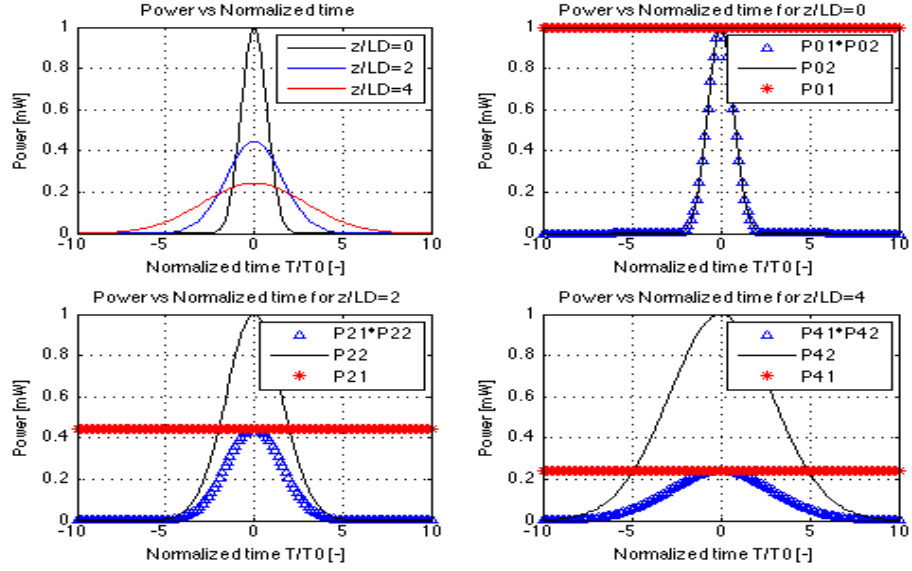 Power vs Normalized time
Power [mW]
1
0.8
0.6
0.4
0.2
0
-10
-5
0
5
10
Normalized time T/T0 [-]
z/LD=0
z/LD=2
z/LD=4
Power vs Normalized time for z/LD=0
Power [mW]
1
0.8
0.6
0.4
0.2
0
-10
-5
0
5
10
Normalized time T/T0 [-]
P01*P02
P02
P01
Power vs Normalized time for z/LD=2
Power [mW]
1
0.8
0.6
0.4
0.2
0
-10
-5
0
5
10
Normalized time T/T0 [-]
P21*P22
P22
P21
Power vs Normalized time for z/LD=4
Power [mW]
1
0.8
0.6
0.4
0.2
0
-10
-5
0
5
10
Normalized time T/T0 [-]
P41*P42
P42
P41